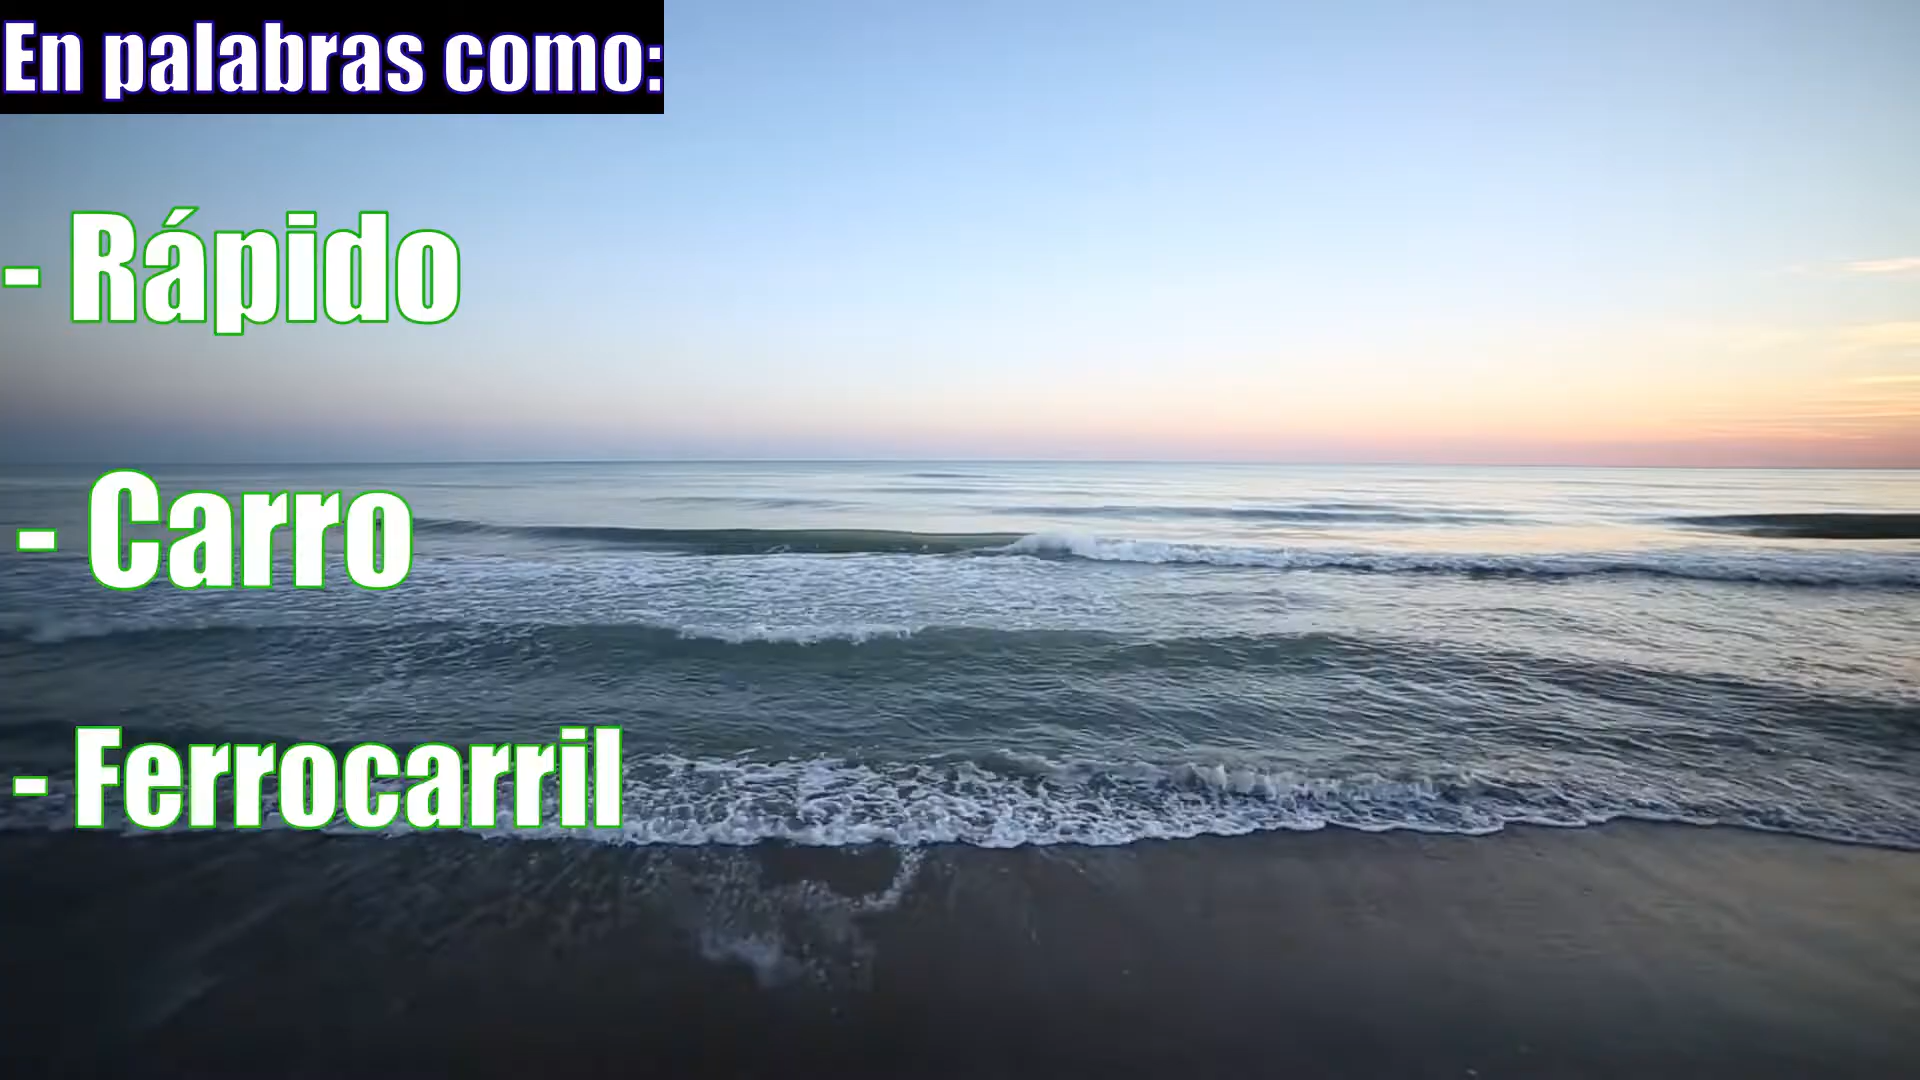 En palabras como:
- Rápido
- Carro
- Ferrocarril